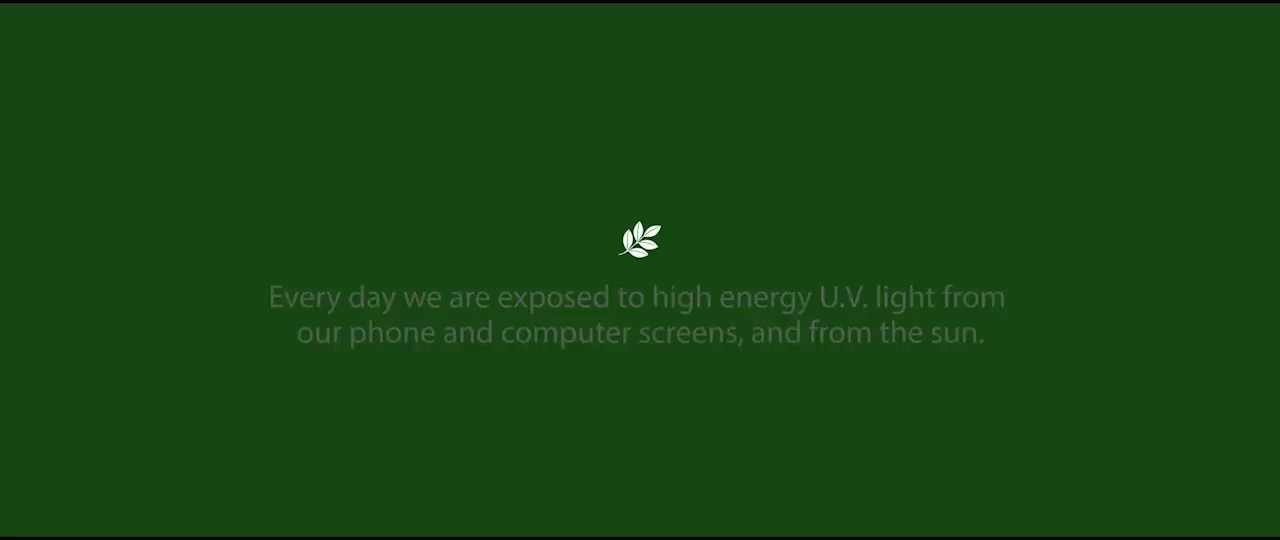 Every day we are exposed to high energy U.V. light from
our phone and computer screens, and from the sun.